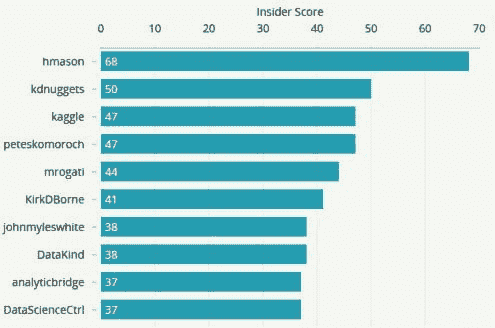 Insider Score
0 10 20 30 40 50 60 70
hmason 68
kdnuggets 50
kaggle 47
peteskomoroch 47
mrogati 44
KirkDBorne 41
johnmyleswhite 38
DataKind 38
analyticbridge 37
DataScienceCtrl 37